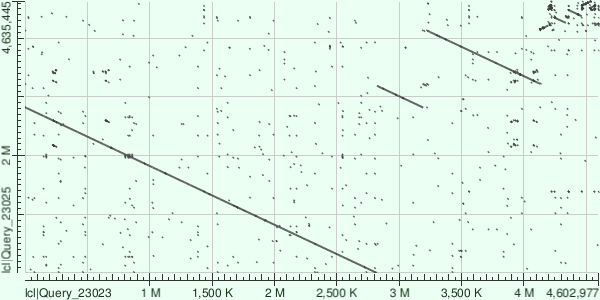 4,635,445
2 M
lcl|Query_23025
lcl|Query_23023
1 M
1,500 K
2 M
2,500 K
3 M
3,500 K
4 M
4,602,977